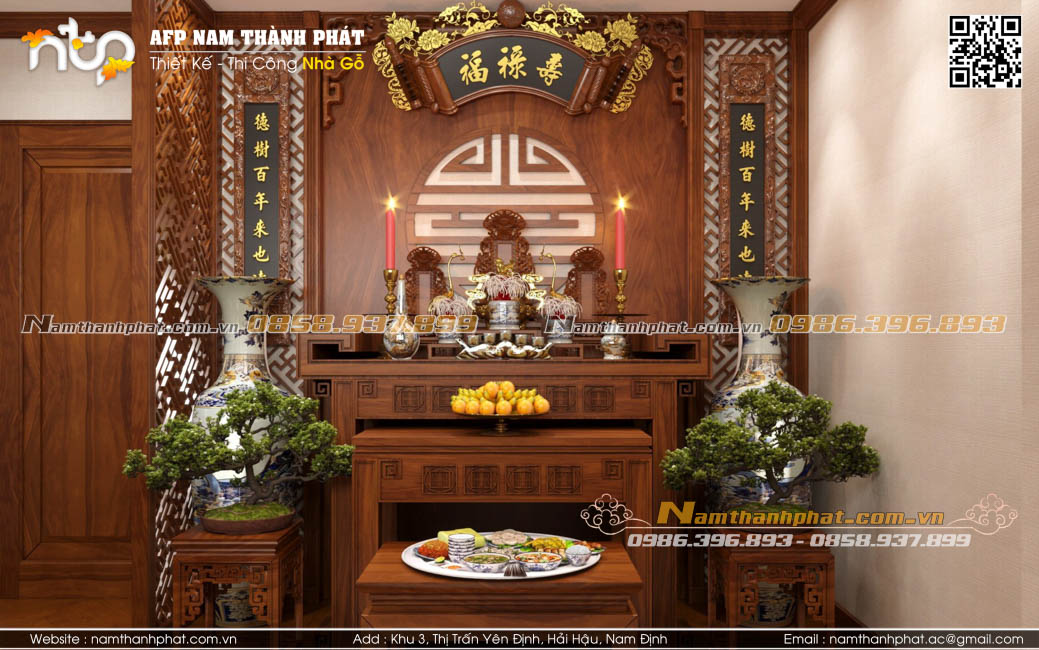 AFP NAM THÀNH PHÁT
Thiết Kế - Thi Công Nhà Gỗ
福祿壽
德樹百年來也
德樹百年來也
Namthanhphat.com.vn 0858.937.899
Namthanhphat.com.vn 0986.396.893
Namthanhphat.com.vn
0986.396.893 - 0858.937.899
Website : namthanhphat.com.vn
Add : Khu 3, Thị Trấn Yên Định, Hải Hậu, Nam Định
Email : namthanhphat.ac@gmail.com